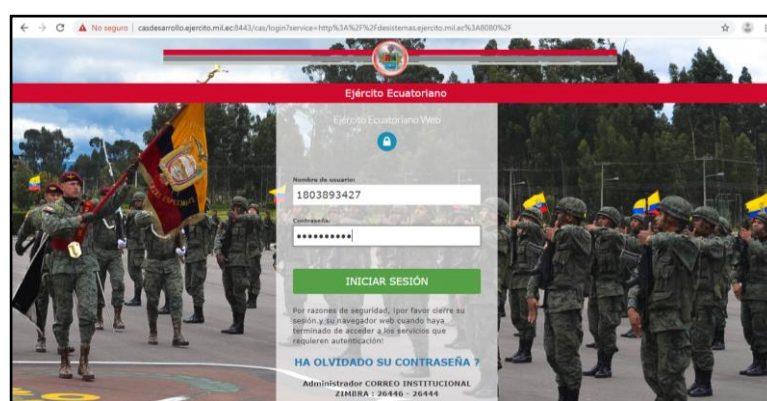 No seguro | casdesarrollo.ejercito.mil.ec:8443/cas/login?service=http%3A%2F%2Fdesistemas.ejercito.mil.ec%3A8080%2F
Ejército Ecuatoriano
Ejército Ecuatoriano Web
Nombre de usuario:
1803893427
Contraseña:
••••••••••
INICIAR SESIÓN
Por razones de seguridad, ¡por favor cierre su
sesión y su navegador web cuando haya
terminado de acceder a los servicios que
requieren autenticación!
HA OLVIDADO SU CONTRASEÑA ?
Administrador CORREO INSTITUCIONAL
ZIMBRA : 26446 - 26444